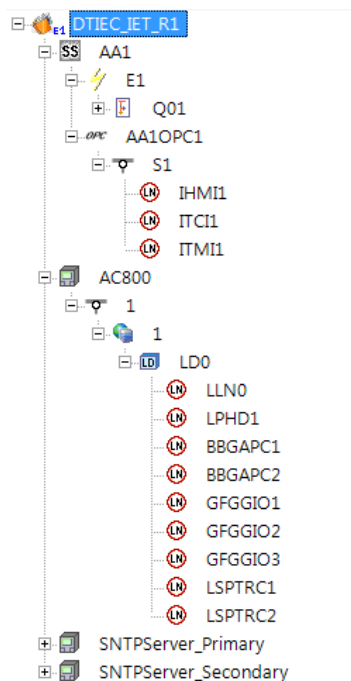 E1 DTIEC_IET_R1
SS AA1
E1
Q01
OPC AA1OPC1
S1
LN IHMI1
LN ITCI1
LN ITMI1
AC800
1
1
LD LD0
LN LLN0
LN LPHD1
LN BBGAPC1
LN BBGAPC2
LN GFGGIO1
LN GFGGIO2
LN GFGGIO3
LN LSPTRC1
LN LSPTRC2
SNTPServer_Primary
SNTPServer_Secondary